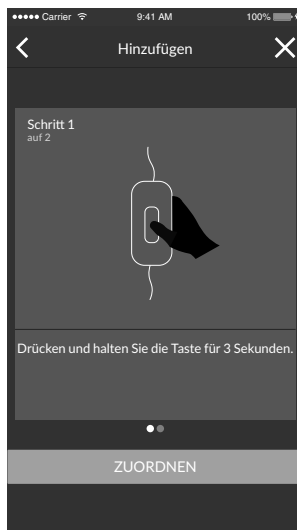 Carrier 9:41 AM 100%
Hinzufügen
Schritt 1
auf 2
Drücken und halten Sie die Taste für 3 Sekunden.
ZUORDNEN